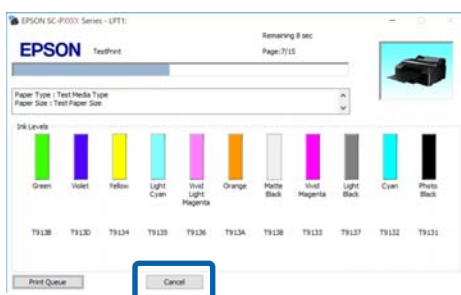 EPSON SC-PXXXX Series - LPT1:
EPSON
TestPrint
Remaining 8 sec
Page:7/15
Paper Type : Test Media Type
Paper Size : Test Paper Size
Ink Levels
Green Violet Yellow Light Cyan Vivid Light Magenta Orange Matte Black Vivid Magenta Light Black Cyan Photo Black
T913B T913D T9134 T9135 T9136 T913A T9138 T9133 T9137 T9132 T9131
Print Queue Cancel